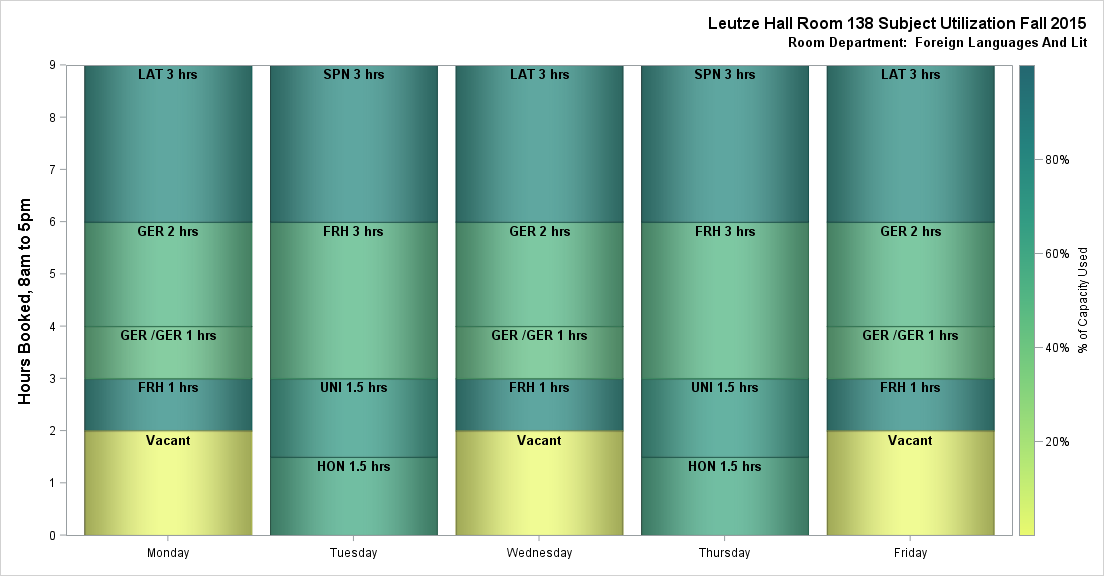 Leutze Hall Room 138 Subject Utilization Fall 2015
Room Department:  Foreign Languages And Lit
Hours Booked, 8am to 5pm
9
8
7
6
5
4
3
2
1
0
LAT 3 hrs
GER 2 hrs
GER /GER 1 hrs
FRH 1 hrs
Vacant
SPN 3 hrs
FRH 3 hrs
UNI 1.5 hrs
HON 1.5 hrs
LAT 3 hrs
GER 2 hrs
GER /GER 1 hrs
FRH 1 hrs
Vacant
SPN 3 hrs
FRH 3 hrs
UNI 1.5 hrs
HON 1.5 hrs
LAT 3 hrs
GER 2 hrs
GER /GER 1 hrs
FRH 1 hrs
Vacant
Monday
Tuesday
Wednesday
Thursday
Friday
80%
60%
40%
20%
% of Capacity Used